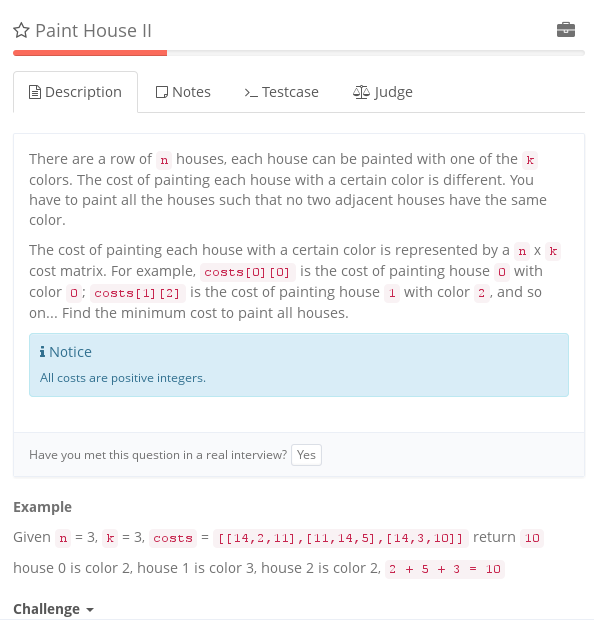 Paint House II
Description
Notes
Testcase
Judge
There are a row of n houses, each house can be painted with one of the k
colors. The cost of painting each house with a certain color is different. You
have to paint all the houses such that no two adjacent houses have the same
color.
The cost of painting each house with a certain color is represented by a n x k
cost matrix. For example, costs[0][0] is the cost of painting house 0 with
color 0; costs[1][2] is the cost of painting house 1 with color 2, and so
on... Find the minimum cost to paint all houses.
Notice
All costs are positive integers.
Have you met this question in a real interview? Yes
Example
Given n = 3, k = 3, costs = [[14,2,11],[11,14,5],[14,3,10]] return 10
house 0 is color 2, house 1 is color 3, house 2 is color 2, 2 + 5 + 3 = 10
Challenge